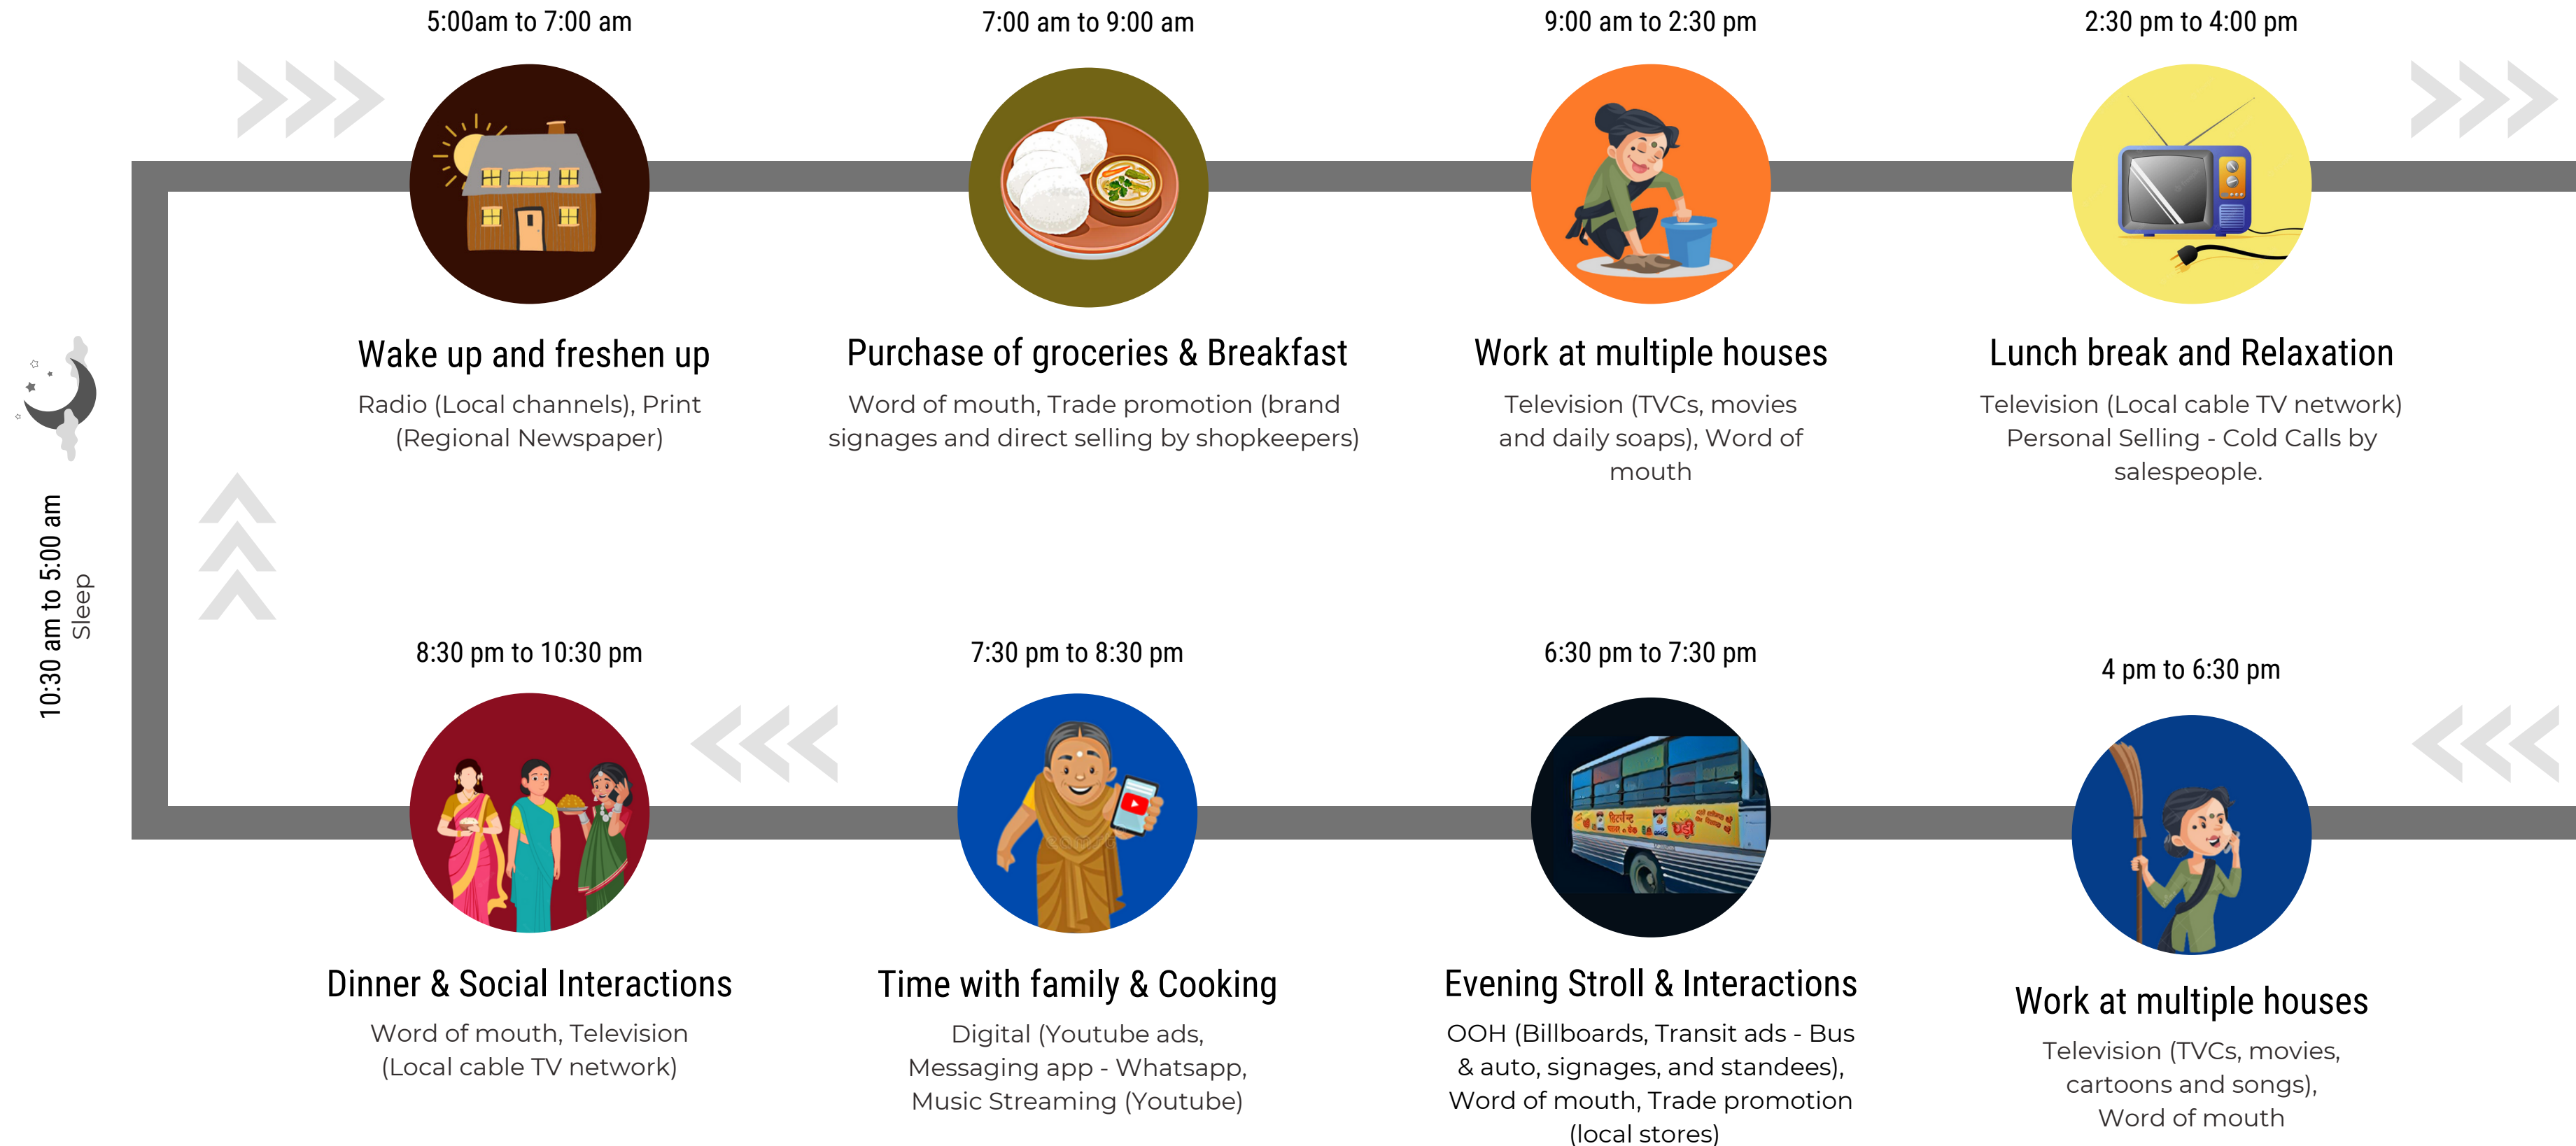 5:00am to 7:00 am
Wake up and freshen up
Radio (Local channels), Print
(Regional Newspaper)
7:00 am to 9:00 am
Purchase of groceries & Breakfast
Word of mouth, Trade promotion (brand
signages and direct selling by shopkeepers)
9:00 am to 2:30 pm
Work at multiple houses
Television (TVCs, movies
and daily soaps), Word of
mouth
2:30 pm to 4:00 pm
Lunch break and Relaxation
Television (Local cable TV network)
Personal Selling - Cold Calls by
salespeople.
4 pm to 6:30 pm
Work at multiple houses
Television (TVCs, movies,
cartoons and songs),
Word of mouth
6:30 pm to 7:30 pm
घड़ी
Evening Stroll & Interactions
OOH (Billboards, Transit ads - Bus
& auto, signages, and standees),
Word of mouth, Trade promotion
(local stores)
7:30 pm to 8:30 pm
Time with family & Cooking
Digital (Youtube ads,
Messaging app - Whatsapp,
Music Streaming (Youtube)
8:30 pm to 10:30 pm
Dinner & Social Interactions
Word of mouth, Television
(Local cable TV network)
10:30 am to 5:00 am
Sleep